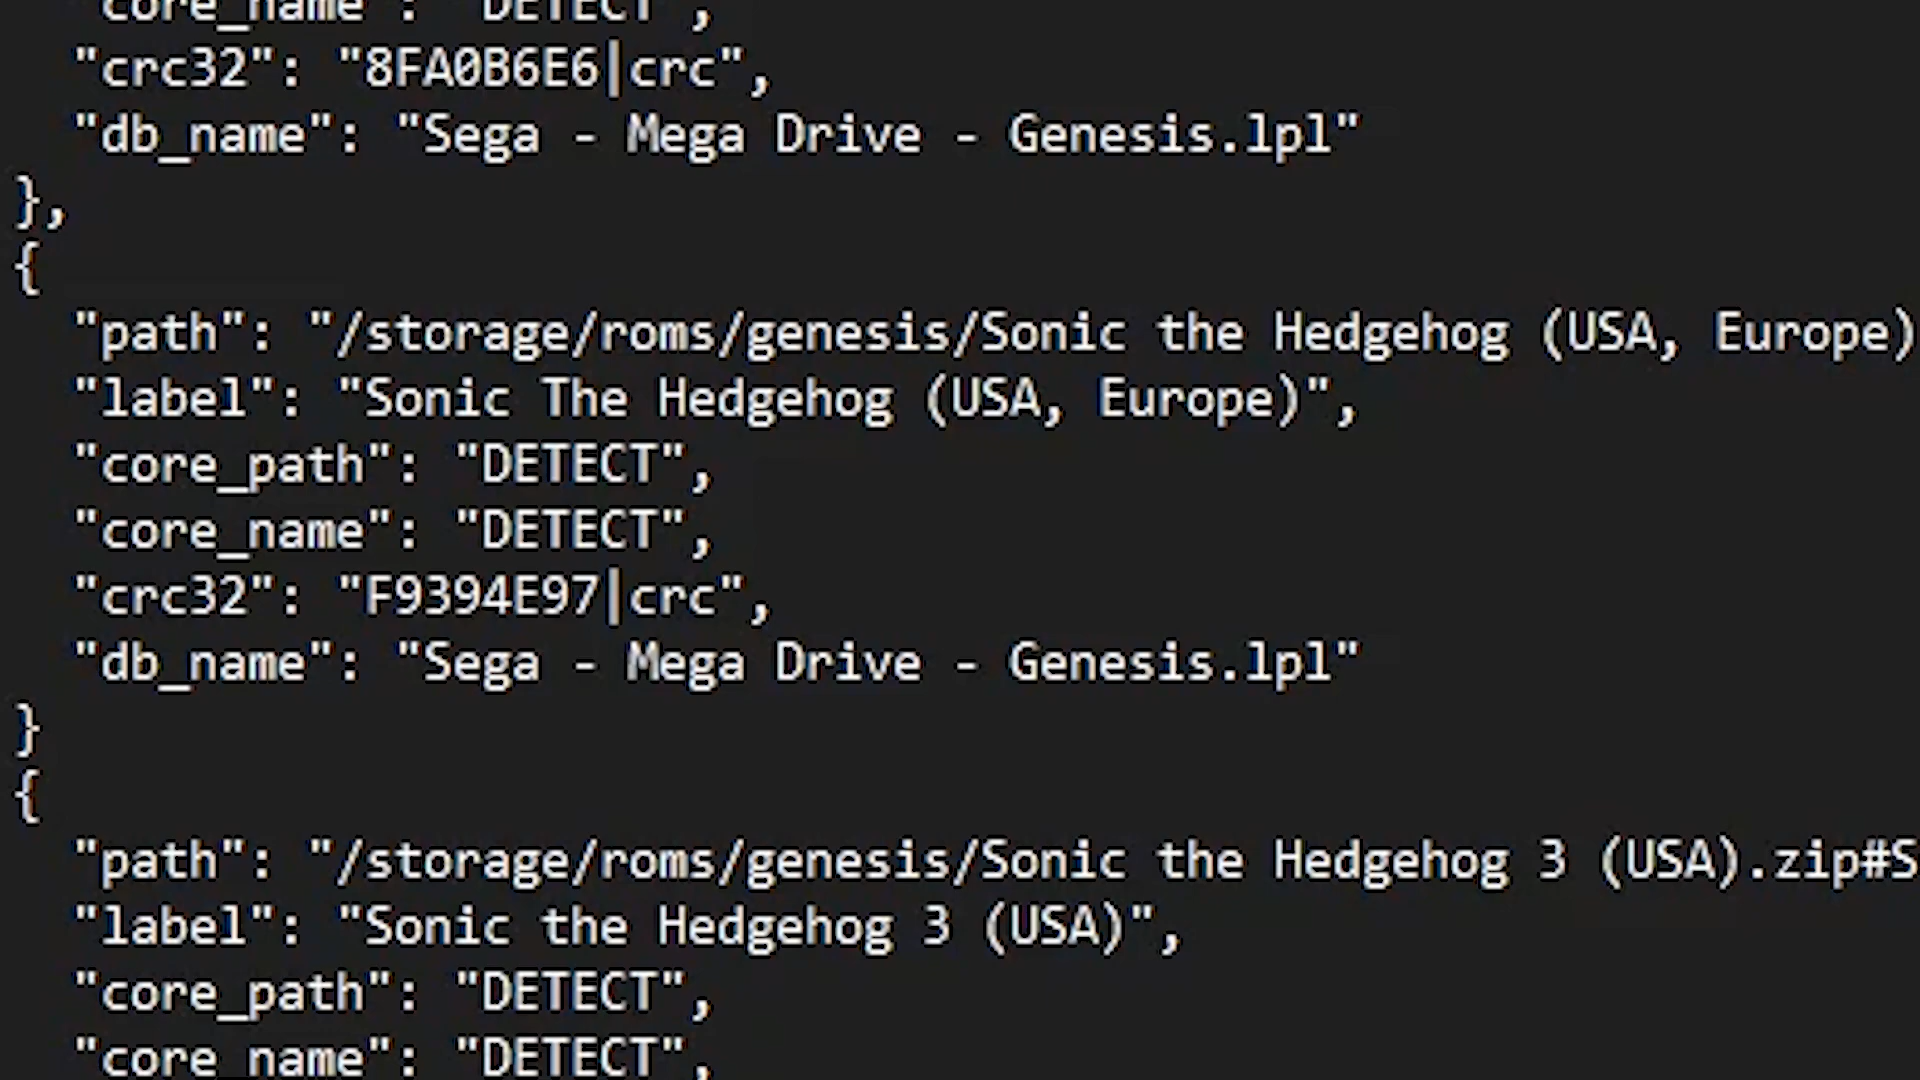 "core_name": "DETECT",
"crc32": "8FA0B6E6|crc",
"db_name": "Sega - Mega Drive - Genesis.lpl"
},
{
"path": "/storage/roms/genesis/Sonic the Hedgehog (USA, Europe)
"label": "Sonic The Hedgehog (USA, Europe)",
"core_path": "DETECT",
"core_name": "DETECT",
"crc32": "F9394E97|crc",
"db_name": "Sega - Mega Drive - Genesis.lpl"
}
{
"path": "/storage/roms/genesis/Sonic the Hedgehog 3 (USA).zip#S
"label": "Sonic the Hedgehog 3 (USA)",
"core_path": "DETECT",
"core_name": "DETECT",